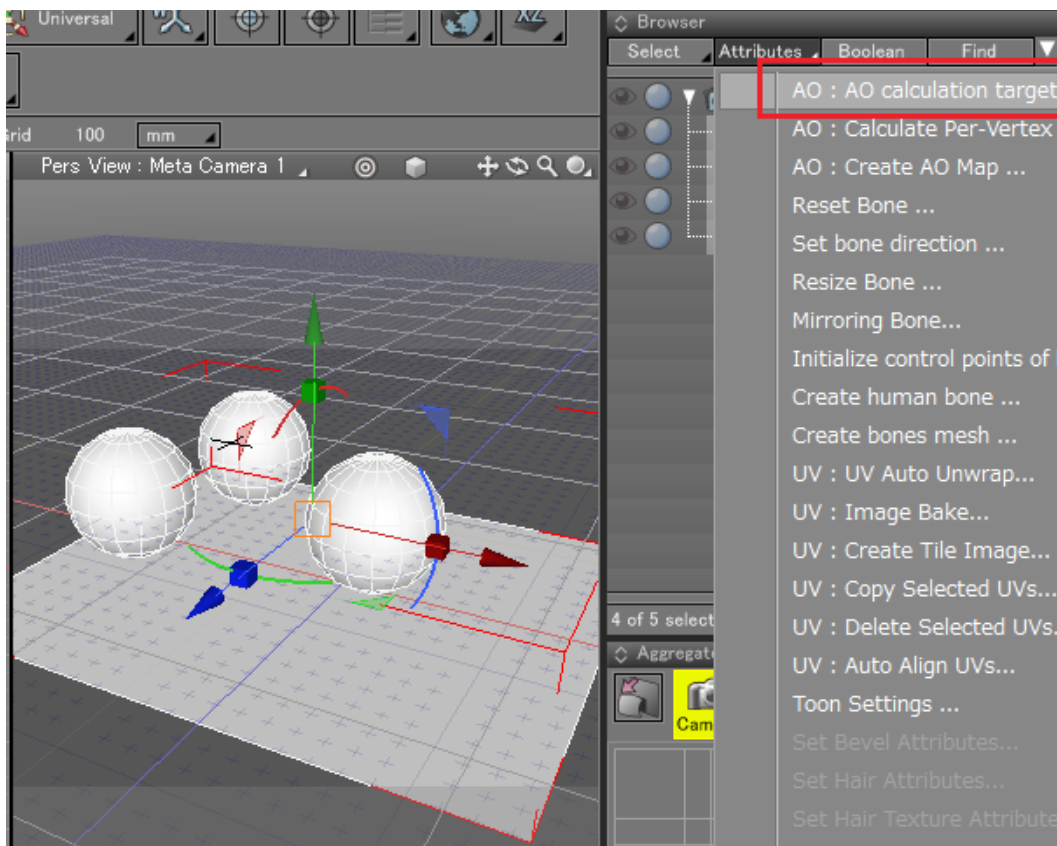 Universal
XZ
Browser
Select Attributes Boolean Find
100 mm
Pers View : Meta Camera 1
AO : AO calculation target
AO : Calculate Per-Vertex
AO : Create AO Map ...
Reset Bone ...
Set bone direction ...
Resize Bone ...
Mirroring Bone...
Initialize control points of
Create human bone ...
Create bones mesh ...
UV : UV Auto Unwrap...
UV : Image Bake...
UV : Create Tile Image...
UV : Copy Selected UVs...
4 of 5 select
UV : Delete Selected UVs.
Aggregat
UV : Auto Align UVs...
Toon Settings ...
Cam
Set Bevel Attributes...
Set Hair Attributes...
Set Hair Texture Attribute